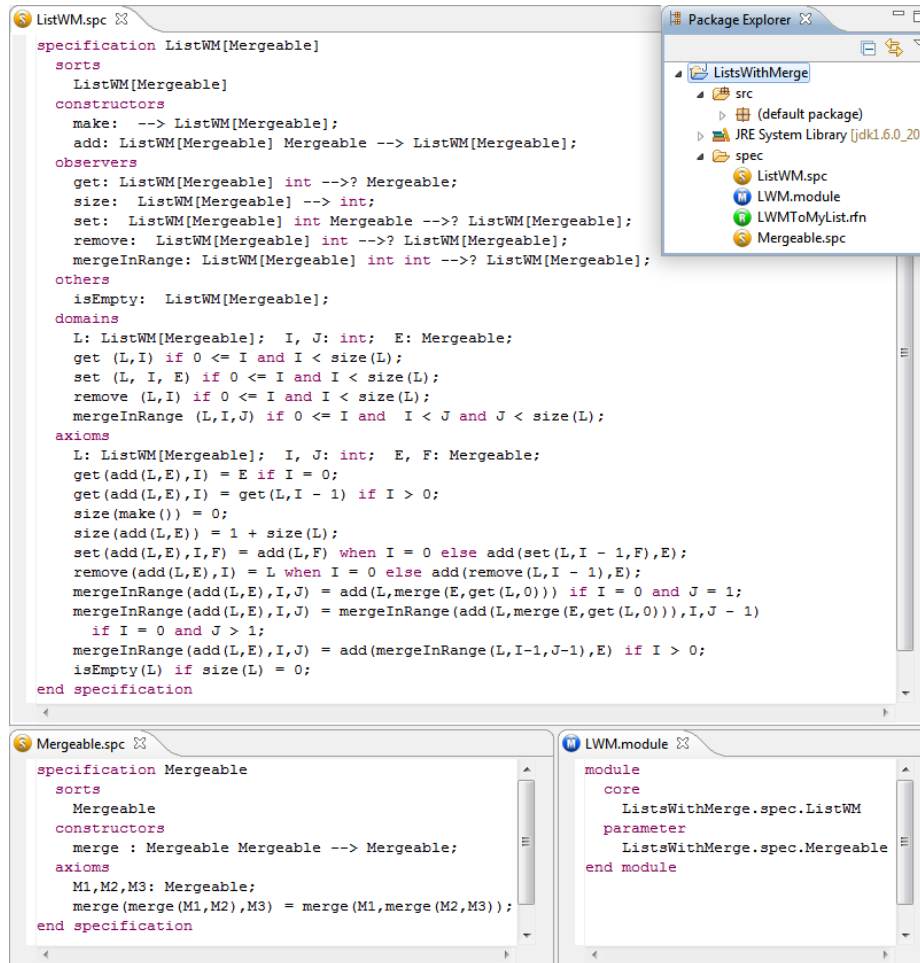 ListWM.spc
specification ListWM[Mergeable]
sorts
ListWM[Mergeable]
constructors
make:  --> ListWM[Mergeable];
add: ListWM[Mergeable] Mergeable --> ListWM[Mergeable];
observers
get: ListWM[Mergeable] int -->? Mergeable;
size:  ListWM[Mergeable] --> int;
set:  ListWM[Mergeable] int Mergeable -->? ListWM[Mergeable];
remove:  ListWM[Mergeable] int -->? ListWM[Mergeable];
mergeInRange: ListWM[Mergeable] int int -->? ListWM[Mergeable];
others
isEmpty:  ListWM[Mergeable];
domains
L: ListWM[Mergeable];  I, J: int;  E: Mergeable;
get (L,I) if 0 <= I and I < size(L);
set (L, I, E) if 0 <= I and I < size(L);
remove (L,I) if 0 <= I and I < size(L);
mergeInRange (L,I,J) if 0 <= I and  I < J and J < size(L);
axioms
L: ListWM[Mergeable];  I, J: int;  E, F: Mergeable;
get(add(L,E),I) = E if I = 0;
get(add(L,E),I) = get(L,I - 1) if I > 0;
size(make()) = 0;
size(add(L,E)) = 1 + size(L);
set(add(L,E),I,F) = add(L,F) when I = 0 else add(set(L,I - 1,F),E);
remove(add(L,E),I) = L when I = 0 else add(remove(L,I - 1),E);
mergeInRange(add(L,E),I,J) = add(L,merge(E,get(L,0))) if I = 0 and J = 1;
mergeInRange(add(L,E),I,J) = mergeInRange(add(L,merge(E,get(L,0))),I,J - 1)
if I = 0 and J > 1;
mergeInRange(add(L,E),I,J) = add(mergeInRange(L,I-1,J-1),E) if I > 0;
isEmpty(L) if size(L) = 0;
end specification
Package Explorer
ListsWithMerge
src
(default package)
JRE System Library [jdk1.6.0_20
spec
ListWM.spc
LWM.module
LWMToMyList.rfn
Mergeable.spc
Mergeable.spc
specification Mergeable
sorts
Mergeable
constructors
merge : Mergeable Mergeable --> Mergeable;
axioms
M1,M2,M3: Mergeable;
merge(merge(M1,M2),M3) = merge(M1,merge(M2,M3));
end specification
LWM.module
module
core
ListsWithMerge.spec.ListWM
parameter
ListsWithMerge.spec.Mergeable
end module